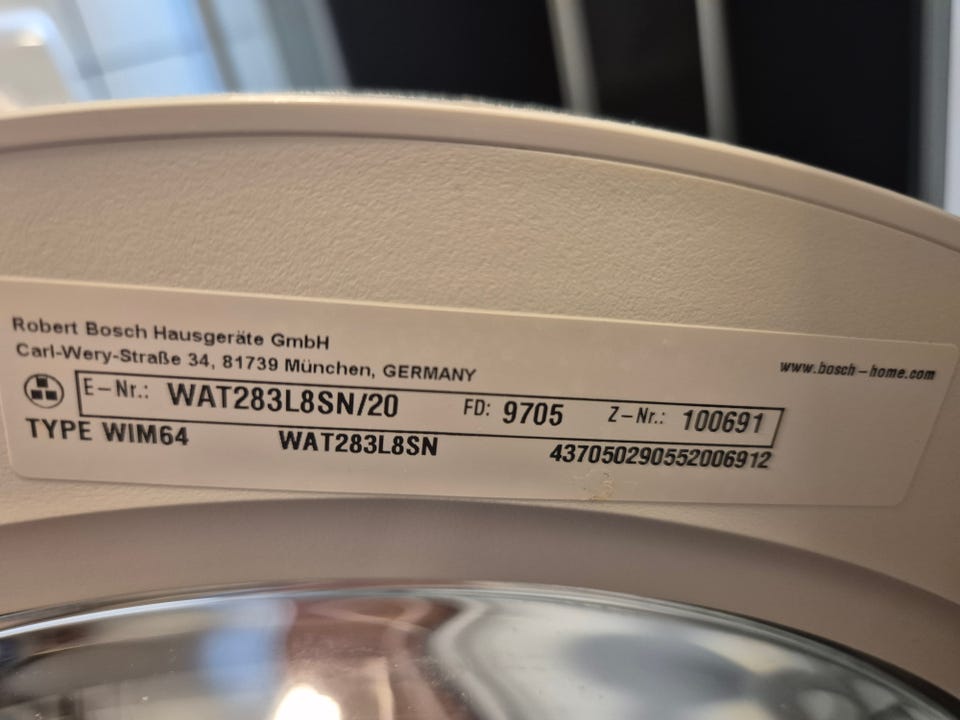 Robert Bosch Hausgeräte GmbH
Carl-Wery-Straße 34, 81739 München, GERMANY
www.bosch-home.com
E-Nr.: WAT283L8SN/20 FD: 9705 Z-Nr.: 100691
TYPE WIM64 WAT283L8SN 437050290552006912